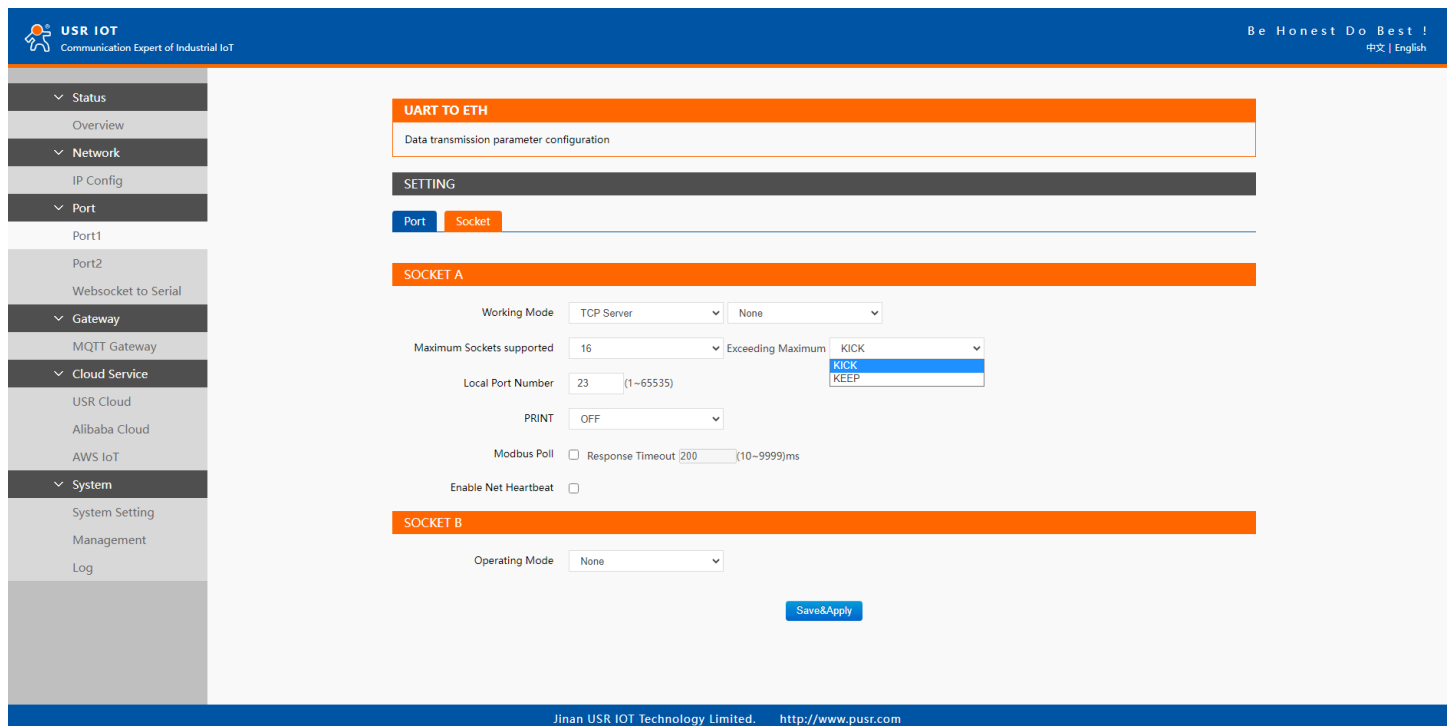 USR IOT
Communication Expert of Industrial IoT
Be Honest Do Best !
中文 | English
Status
Overview
Network
IP Config
Port
Port1
Port2
Websocket to Serial
Gateway
MQTT Gateway
Cloud Service
USR Cloud
Alibaba Cloud
AWS IoT
System
System Setting
Management
Log
UART TO ETH
Data transmission parameter configuration
SETTING
Port Socket
SOCKET A
Working Mode TCP Server None
Maximum Sockets supported 16 Exceeding Maximum KICK
KICK
KEEP
Local Port Number 23 (1~65535)
PRINT OFF
Modbus Poll Response Timeout 200 (10~9999)ms
Enable Net Heartbeat
SOCKET B
Operating Mode None
Save&Apply
Jinan USR IOT Technology Limited. http://www.pusr.com